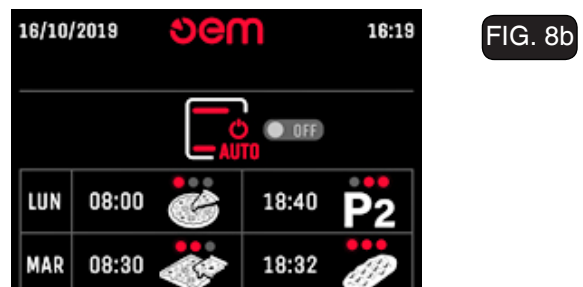 16/10/2019 oem 16:19
FIG. 8b
OFF
AUTO
LUN 08:00 18:40 P2
MAR 08:30 18:32